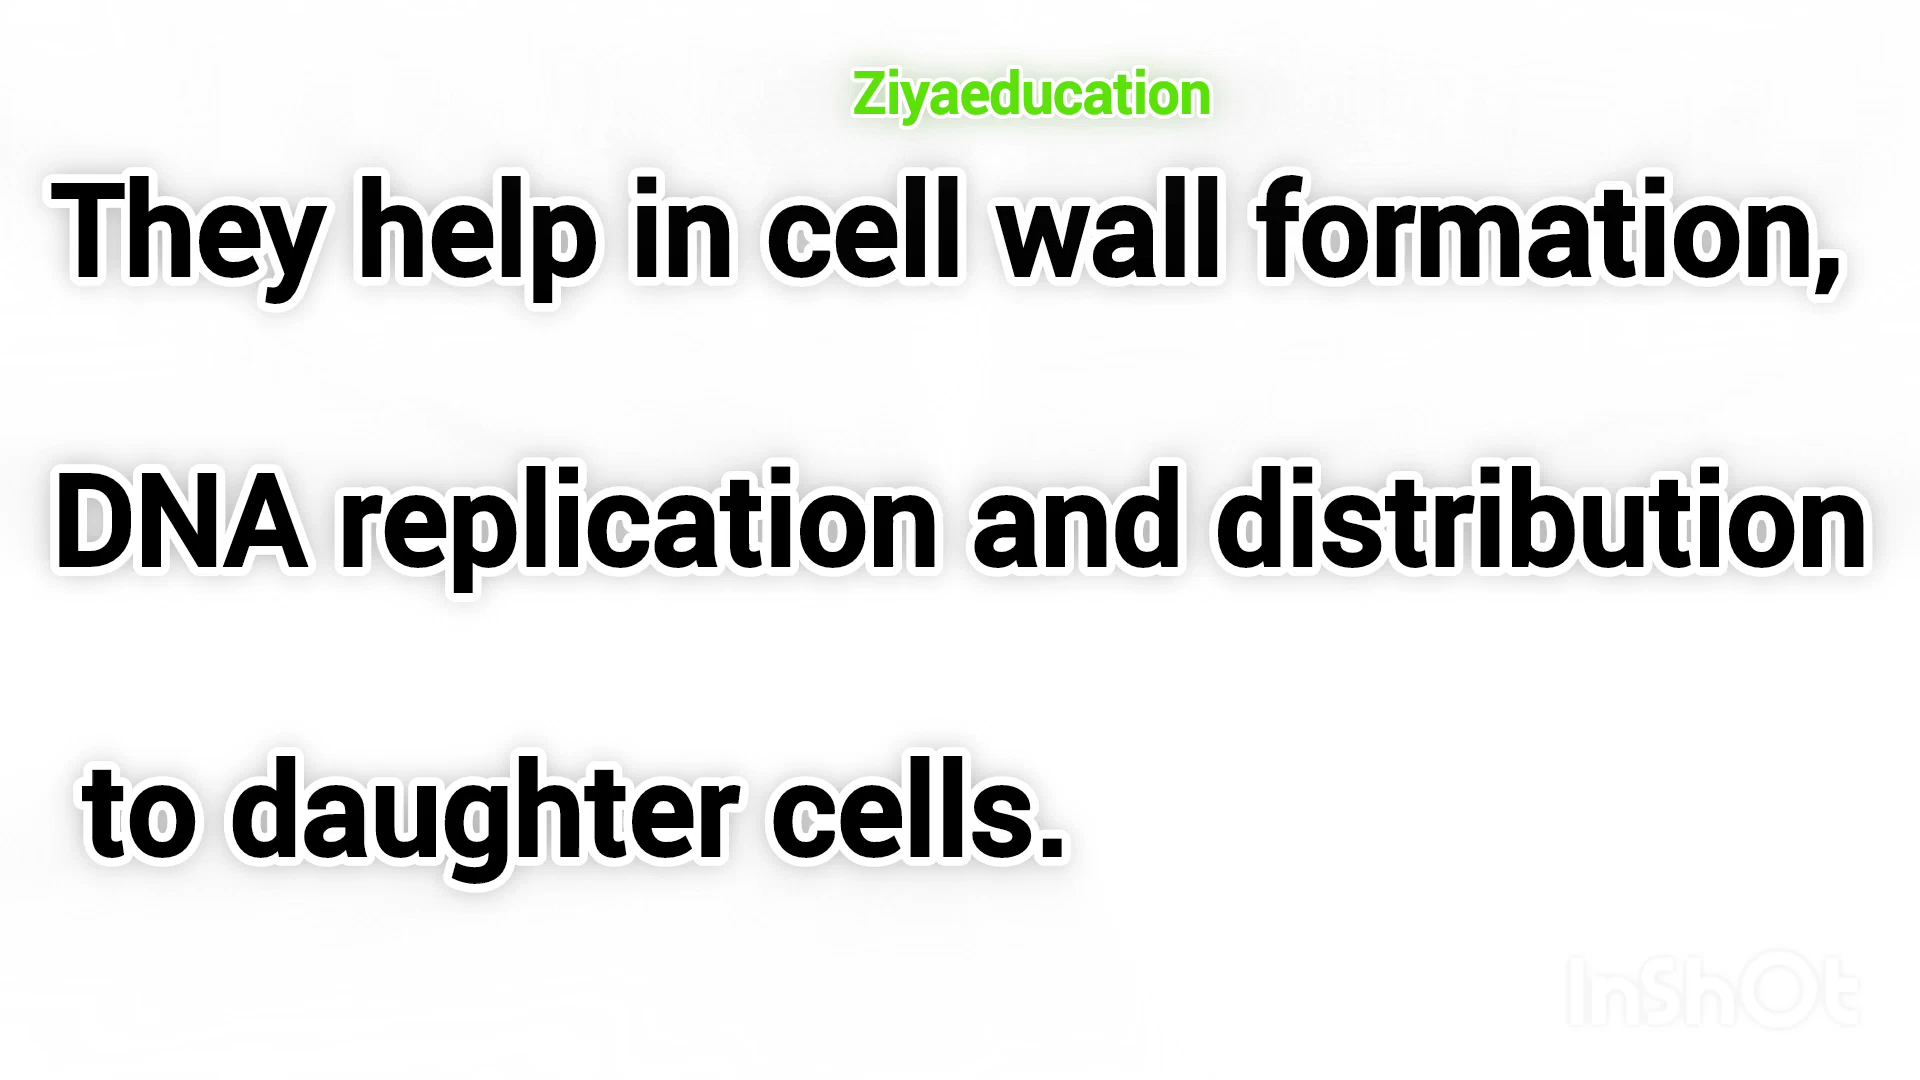 Ziyaeducation
They help in cell wall formation,
DNA replication and distribution
to daughter cells.
InShOt